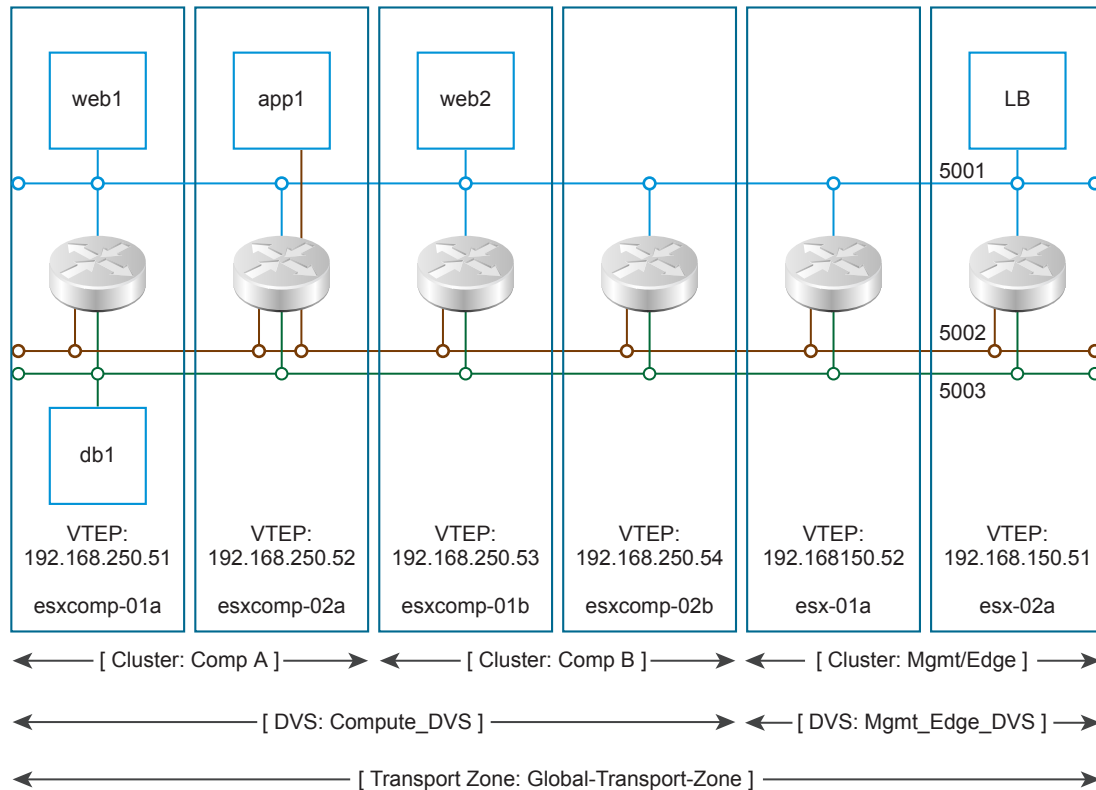 web1
app1
web2
LB
5001
5002
5003
db1
VTEP:
192.168.250.51
VTEP:
192.168.250.52
VTEP:
192.168.250.53
VTEP:
192.168.250.54
VTEP:
192.168150.52
VTEP:
192.168.150.51
esxcomp-01a
esxcomp-02a
esxcomp-01b
esxcomp-02b
esx-01a
esx-02a
[ Cluster: Comp A ]
[ Cluster: Comp B ]
[ Cluster: Mgmt/Edge ]
[ DVS: Compute_DVS ]
[ DVS: Mgmt_Edge_DVS ]
[ Transport Zone: Global-Transport-Zone ]